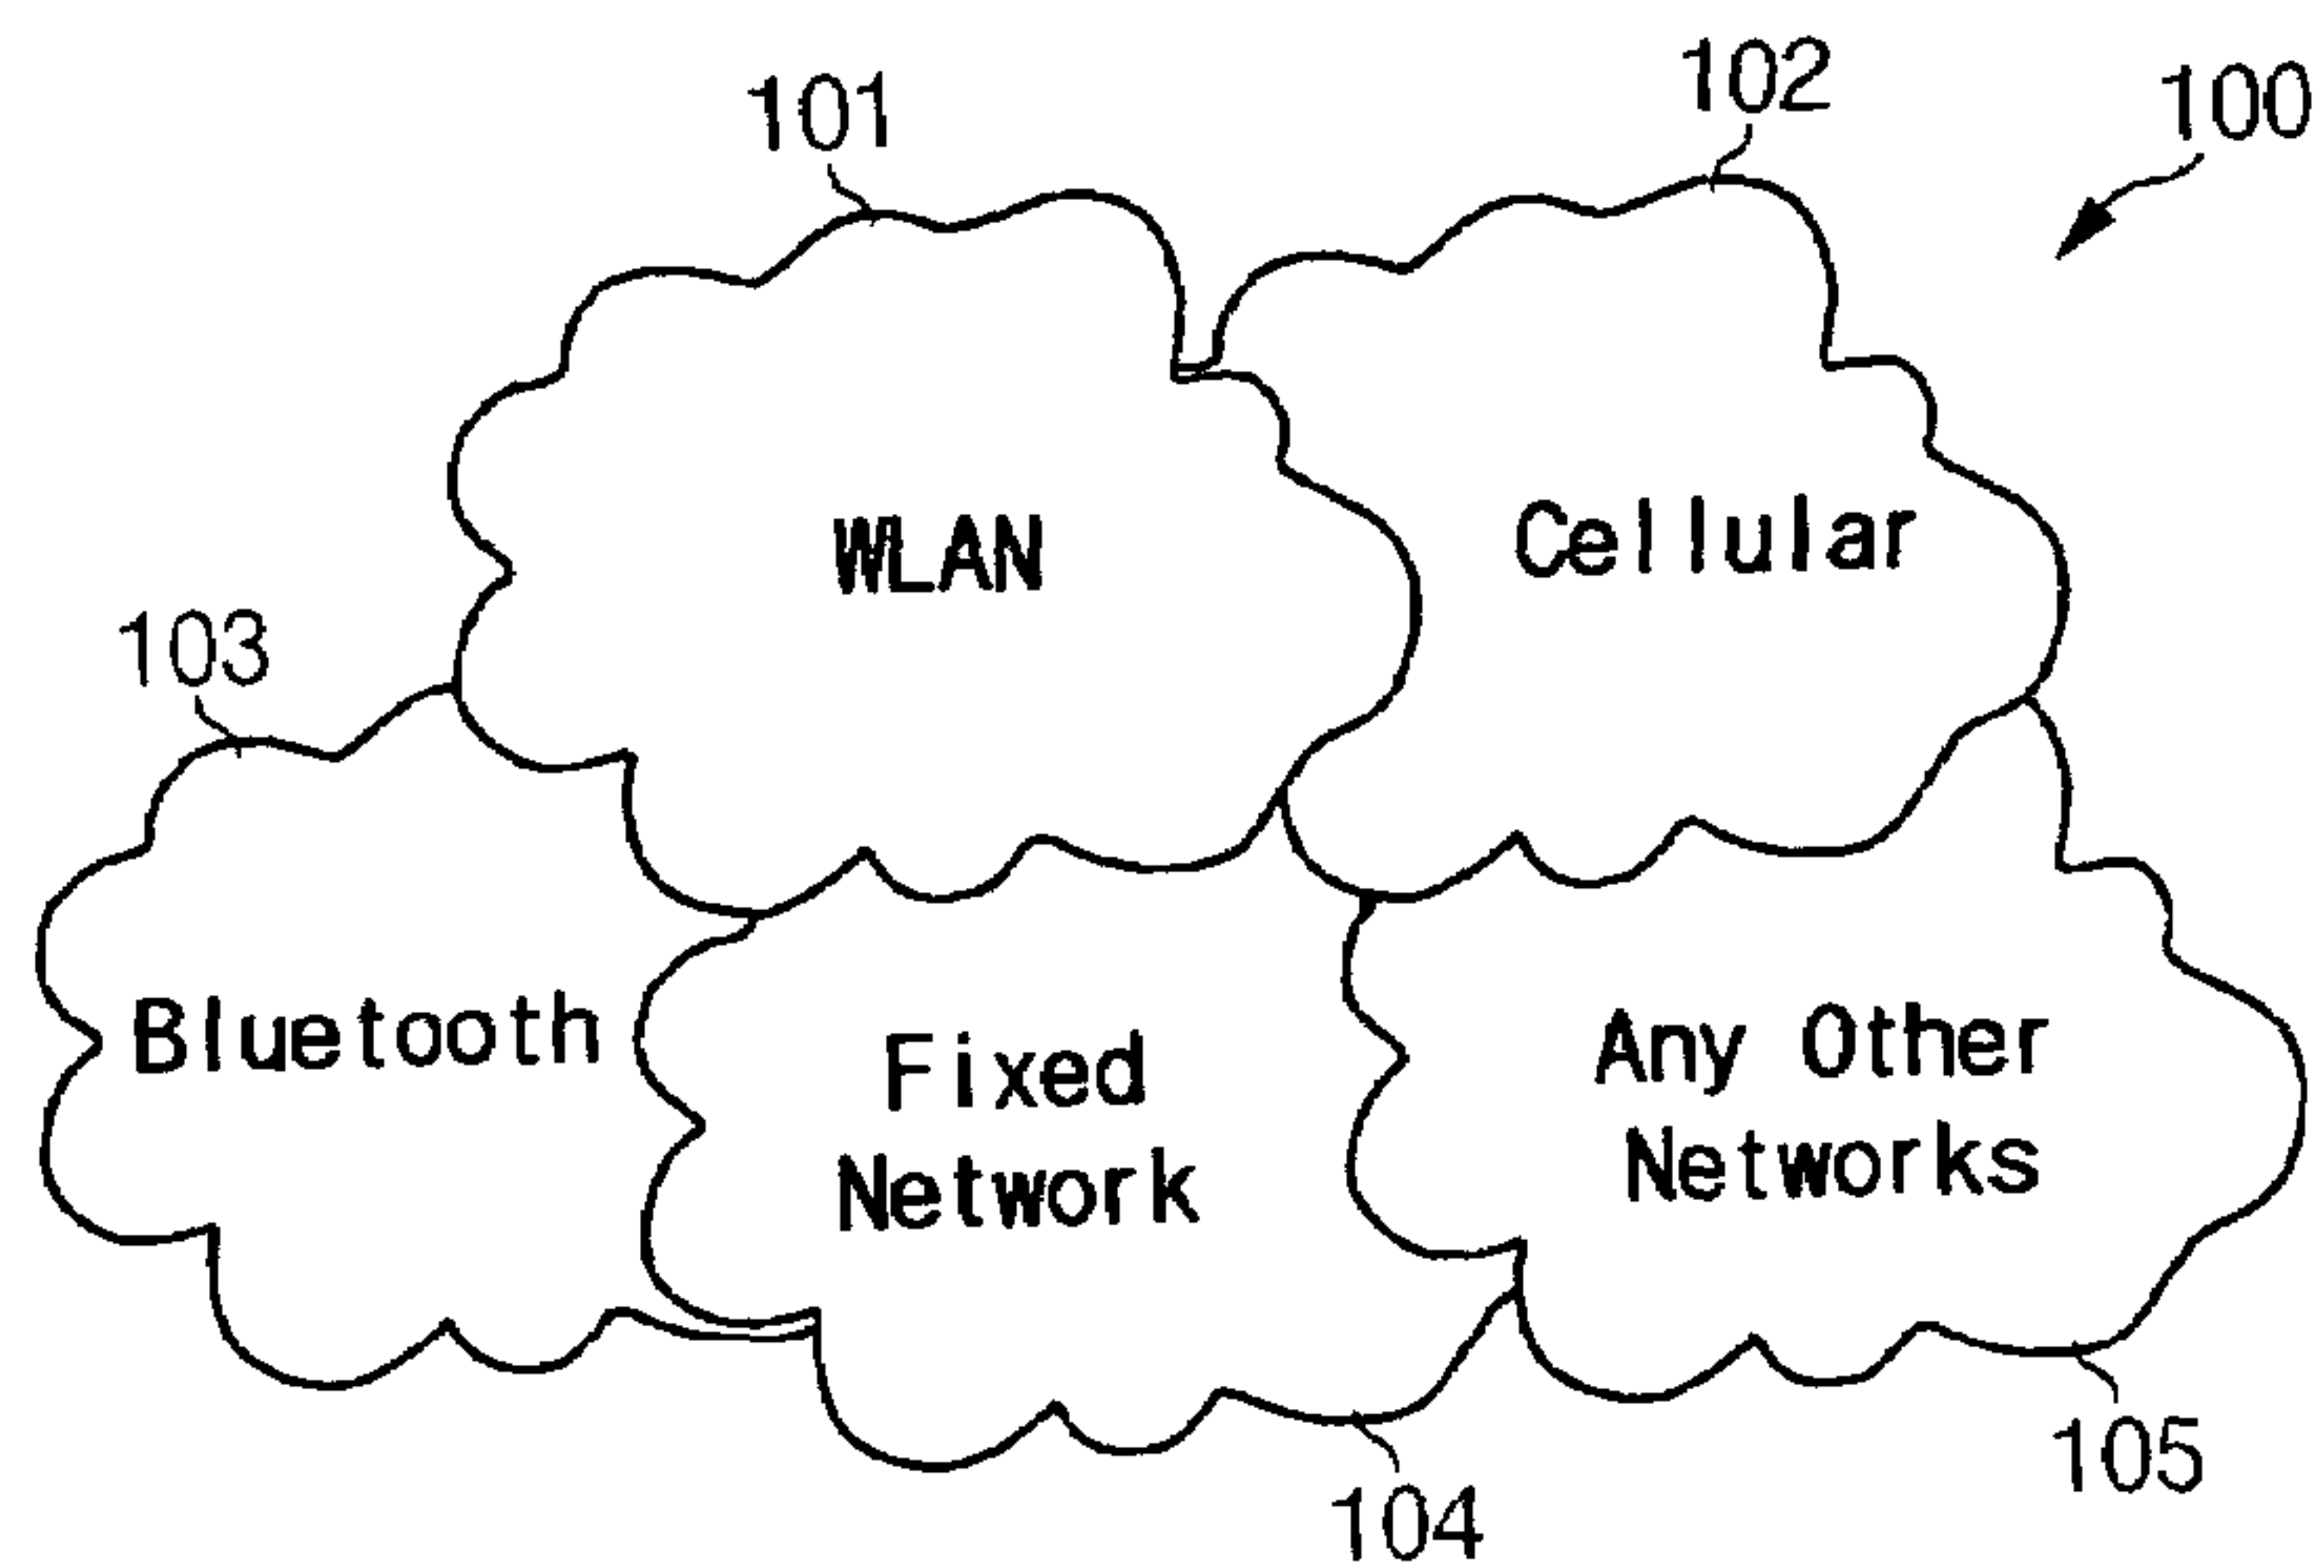 101
102
100
WLAN
Cellular
103
Bluetooth
Fixed
Network
Any Other
Networks
104
105